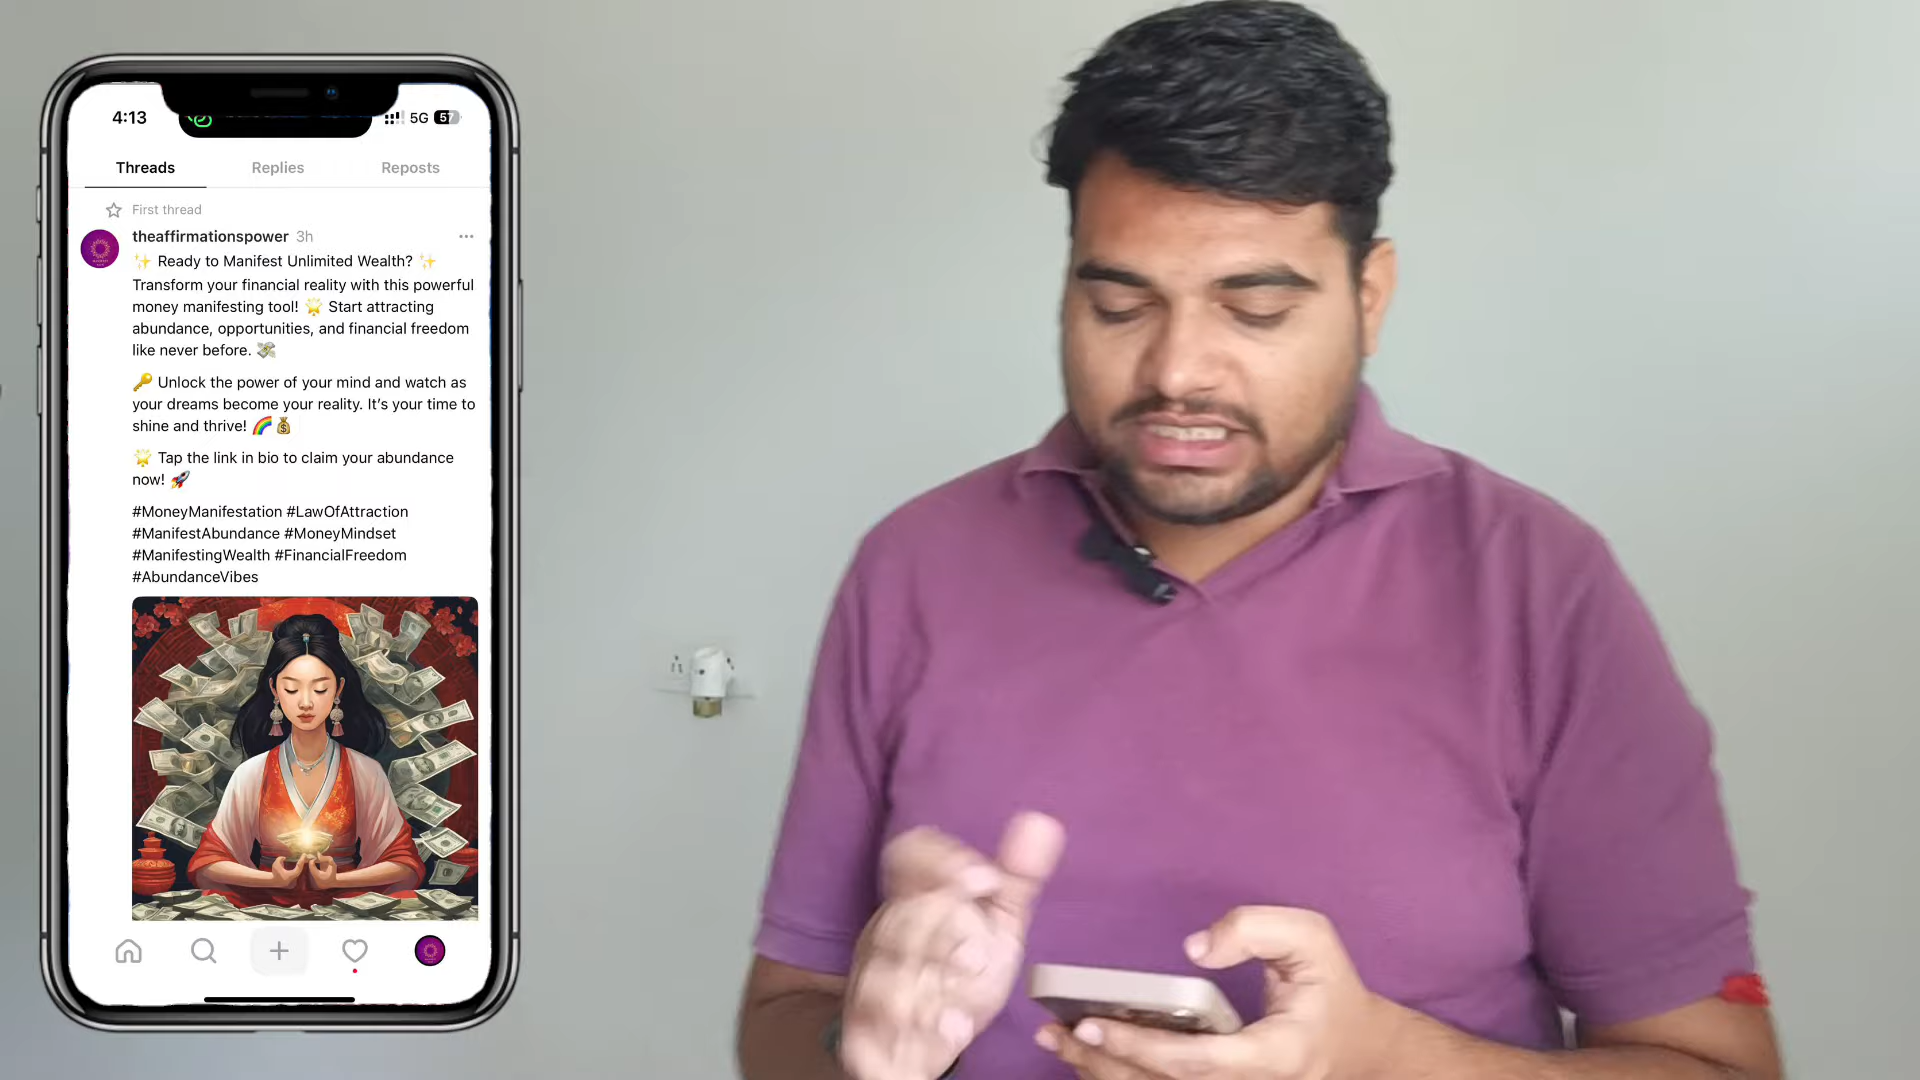 4:13
5G 57
Threads Replies Reposts
First thread
theaffirmationspower 3h
✨ Ready to Manifest Unlimited Wealth? ✨
Transform your financial reality with this powerful
money manifesting tool! 🌟 Start attracting
abundance, opportunities, and financial freedom
like never before. 💸
🔑 Unlock the power of your mind and watch as
your dreams become your reality. It’s your time to
shine and thrive! 🌈💰
🌟 Tap the link in bio to claim your abundance
now! 🚀
#MoneyManifestation #LawOfAttraction
#ManifestAbundance #MoneyMindset
#ManifestingWealth #FinancialFreedom
#AbundanceVibes